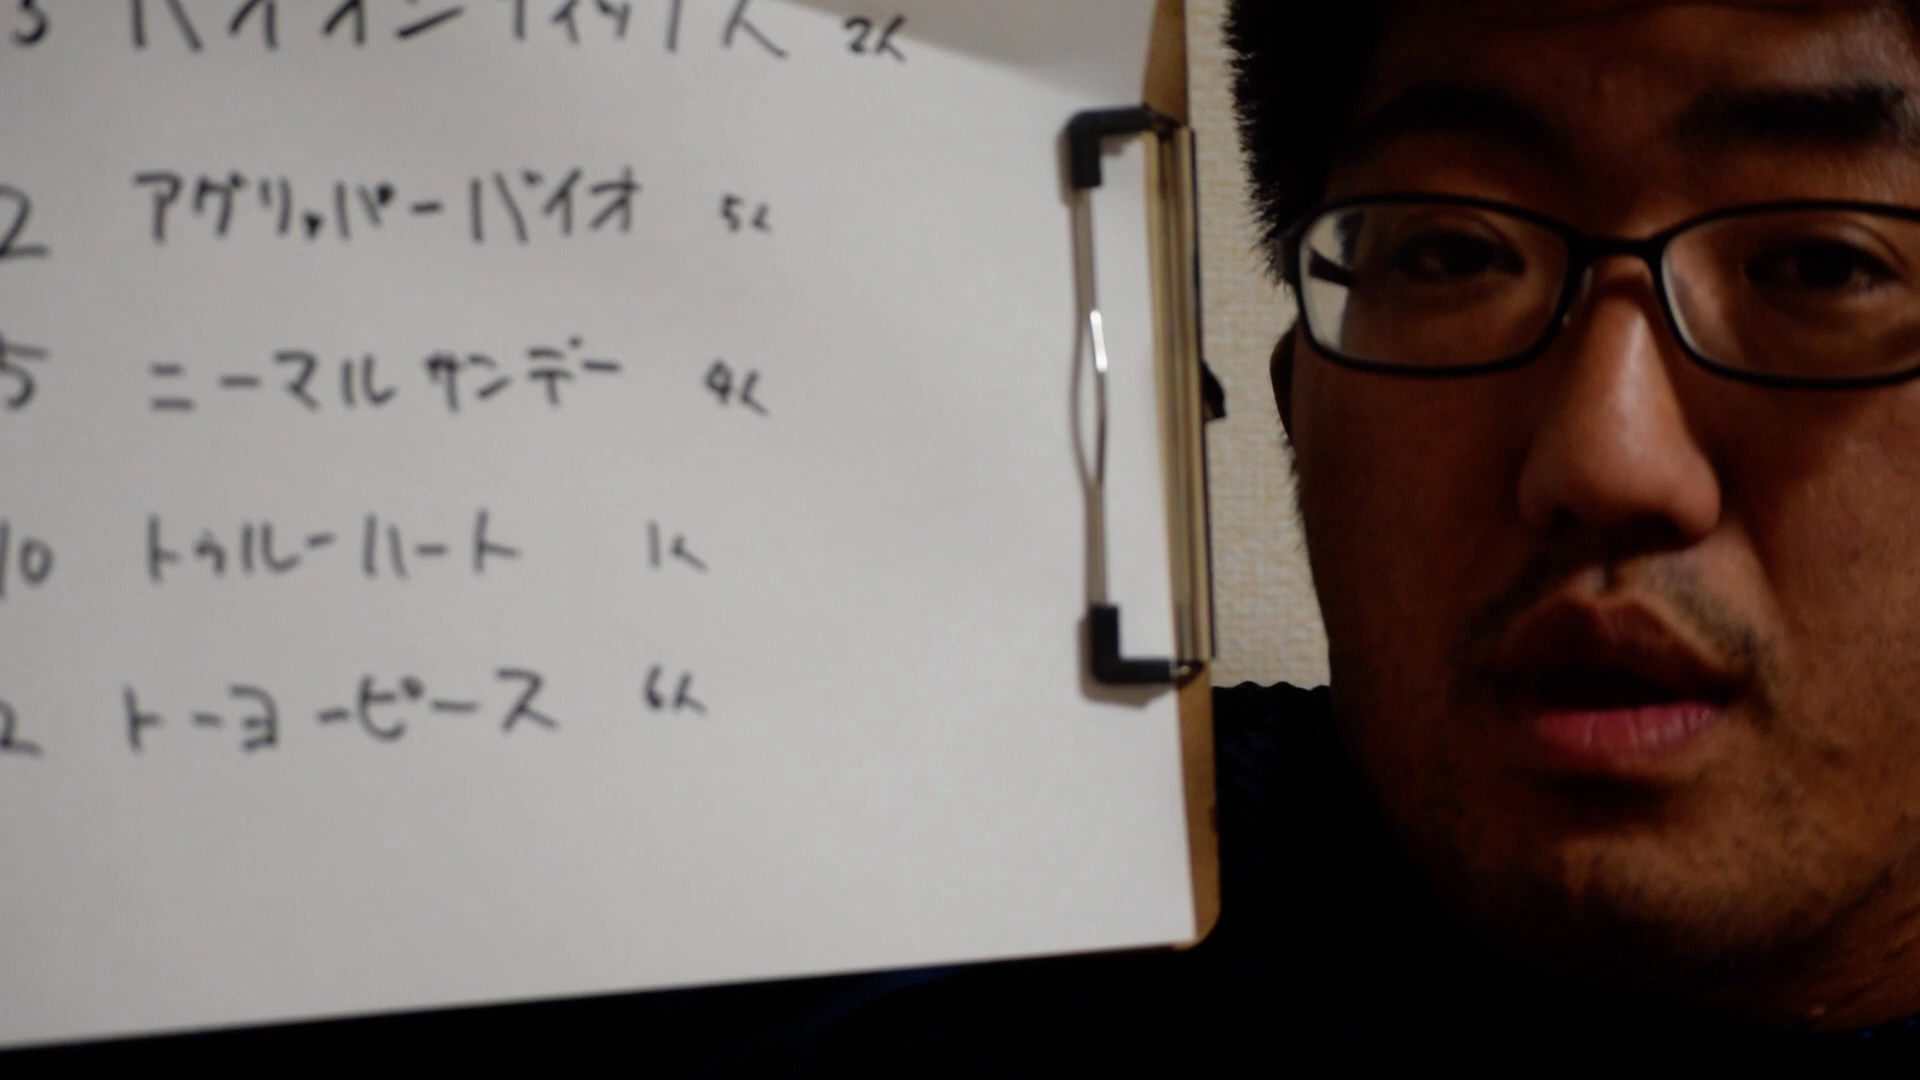 2人
2 アグリッパーバイオ 5人
5 ニーマルサンデー 4人
10 トゥルーハート 1人
2 トーヨーピース 6人